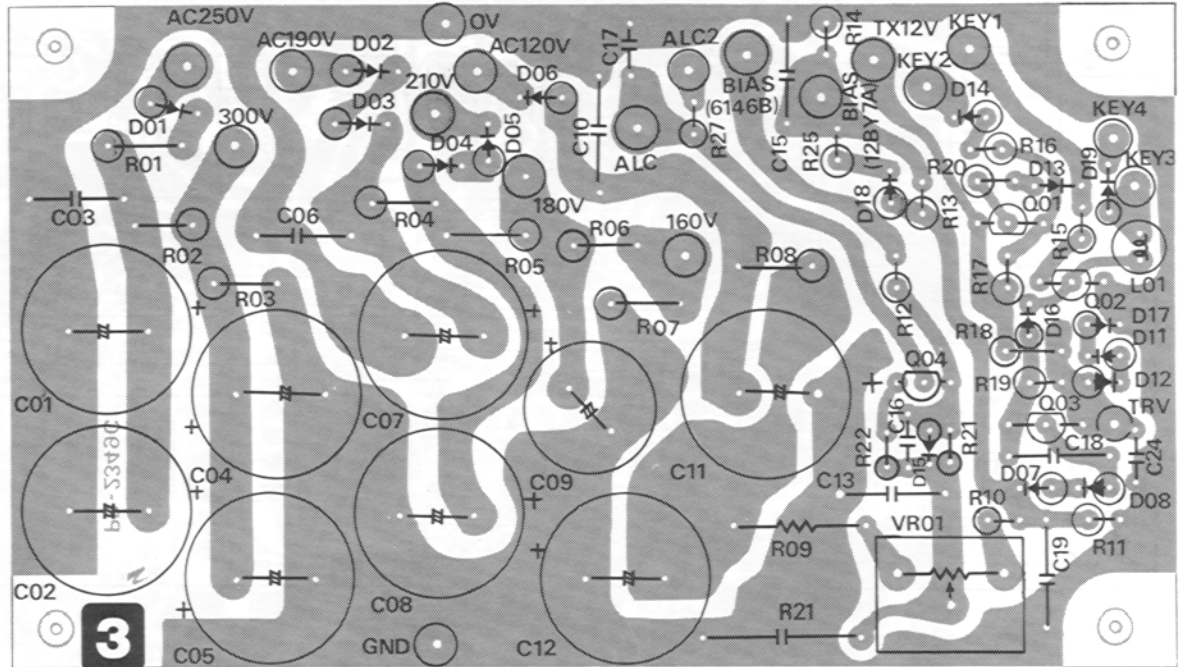 AC250V
0V
AC190V
D02
AC120V
C17
ALC2
R14
TX12V
KEY1
KEY2
D06
210V
BIAS
(6146B)
BIAS
(12BY7A)
D14
KEY4
D01
300V
D03
D04
D05
C10
ALC
R27
C15
R25
R16
D13
D19
KEY3
R01
R20
C03
R02
C06
R04
180V
R05
R06
160V
D18
R13
Q01
R15
R03
R08
R17
L01
R07
R12
Q02
D16
D17
R18
D11
Q04
R19
D12
C01
C07
C16
Q03
TRV
R22
D15
R21
C18
C24
C04
C09
C11
C13
D07
D08
PB-2349C
R10
R11
R09
VR01
C19
C02
C08
R21
3
C05
GND
C12